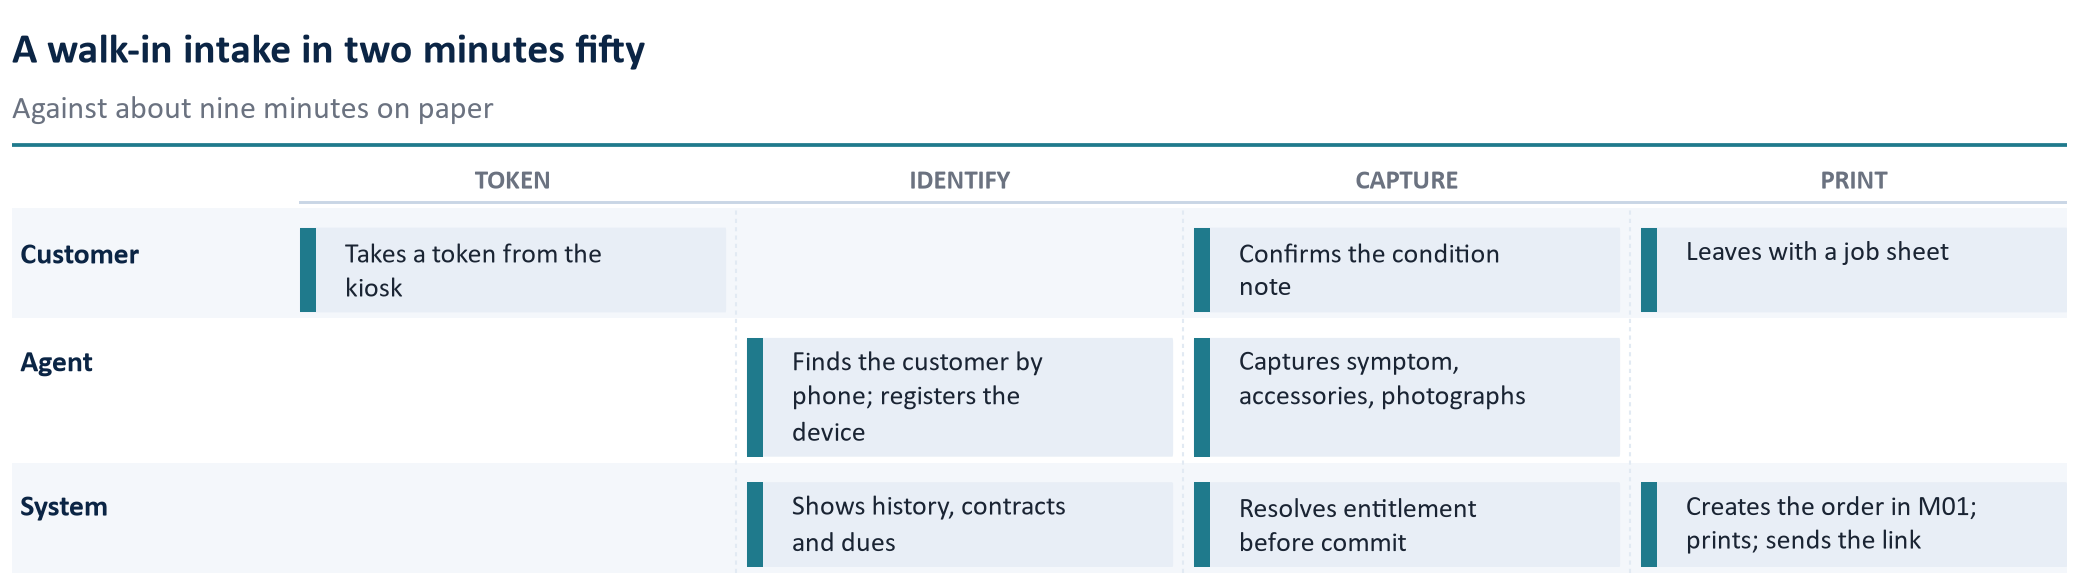 A walk-in intake in two minutes fifty
Against about nine minutes on paper
TOKEN
IDENTIFY
CAPTURE
PRINT
Customer
Takes a token from the
kiosk
Confirms the condition
note
Leaves with a job sheet
Agent
Finds the customer by
phone; registers the
device
Captures symptom,
accessories, photographs
System
Shows history, contracts
and dues
Resolves entitlement
before commit
Creates the order in M01;
prints; sends the link